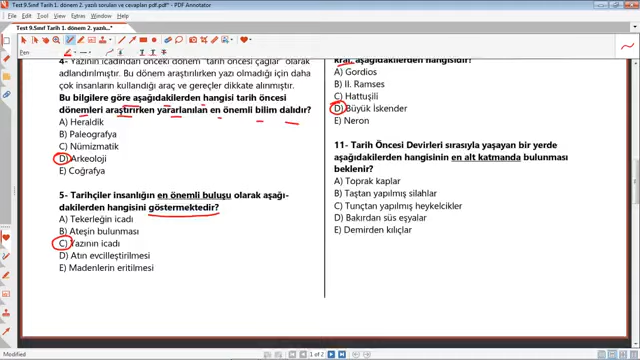 Test 9.Sınıf Tarih 1. dönem 2. yazılı soruları ve cevapları pdf.pdf * - PDF Annotator
File Edit Tool View Window Help
Test 9.Sınıf Tarih 1. dönem 2. yazılı...
Pen
4- Yazının icadından önceki dönem "tarih öncesi çağlar" olarak
adlandırılmıştır. Bu dönem araştırılırken yazı olmadığı için daha
çok insanların kullandığı araç ve gereçler dikkate alınmıştır.
Bu bilgilere göre aşağıdakilerden hangisi tarih öncesi
dönemleri araştırırken yararlanılan en önemli bilim dalıdır?
A) Heraldik
B) Paleografya
C) Nümizmatik
D) Arkeoloji
E) Coğrafya
5- Tarihçiler insanlığın en önemli buluşu olarak aşağı-
dakilerden hangisini göstermektedir?
A) Tekerleğin icadı
B) Ateşin bulunması
C) Yazının icadı
D) Atın evcilleştirilmesi
E) Madenlerin eritilmesi
kral aşağıdakilerden hangisidir?
A) Gordios
B) II. Ramses
C) Hattuşili
D) Büyük İskender
E) Neron
11- Tarih Öncesi Devirleri sırasıyla yaşayan bir yerde
aşağıdakilerden hangisinin en alt katmanda bulunması
beklenir?
A) Toprak kaplar
B) Taştan yapılmış silahlar
C) Tunçtan yapılmış heykelcikler
D) Bakırdan süs eşyalar
E) Demirden kılıçlar
Modified
1 of 2